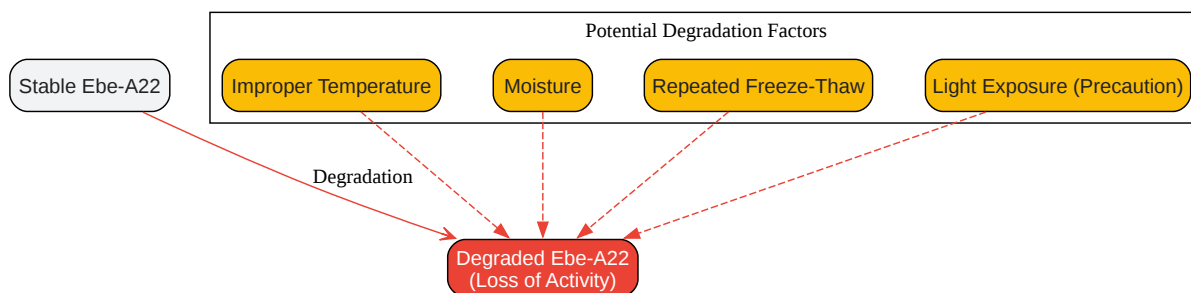 Potential Degradation Factors
Stable Ebe-A22
Improper Temperature
Moisture
Repeated Freeze-Thaw
Light Exposure (Precaution)
Degradation
Degraded Ebe-A22
(Loss of Activity)